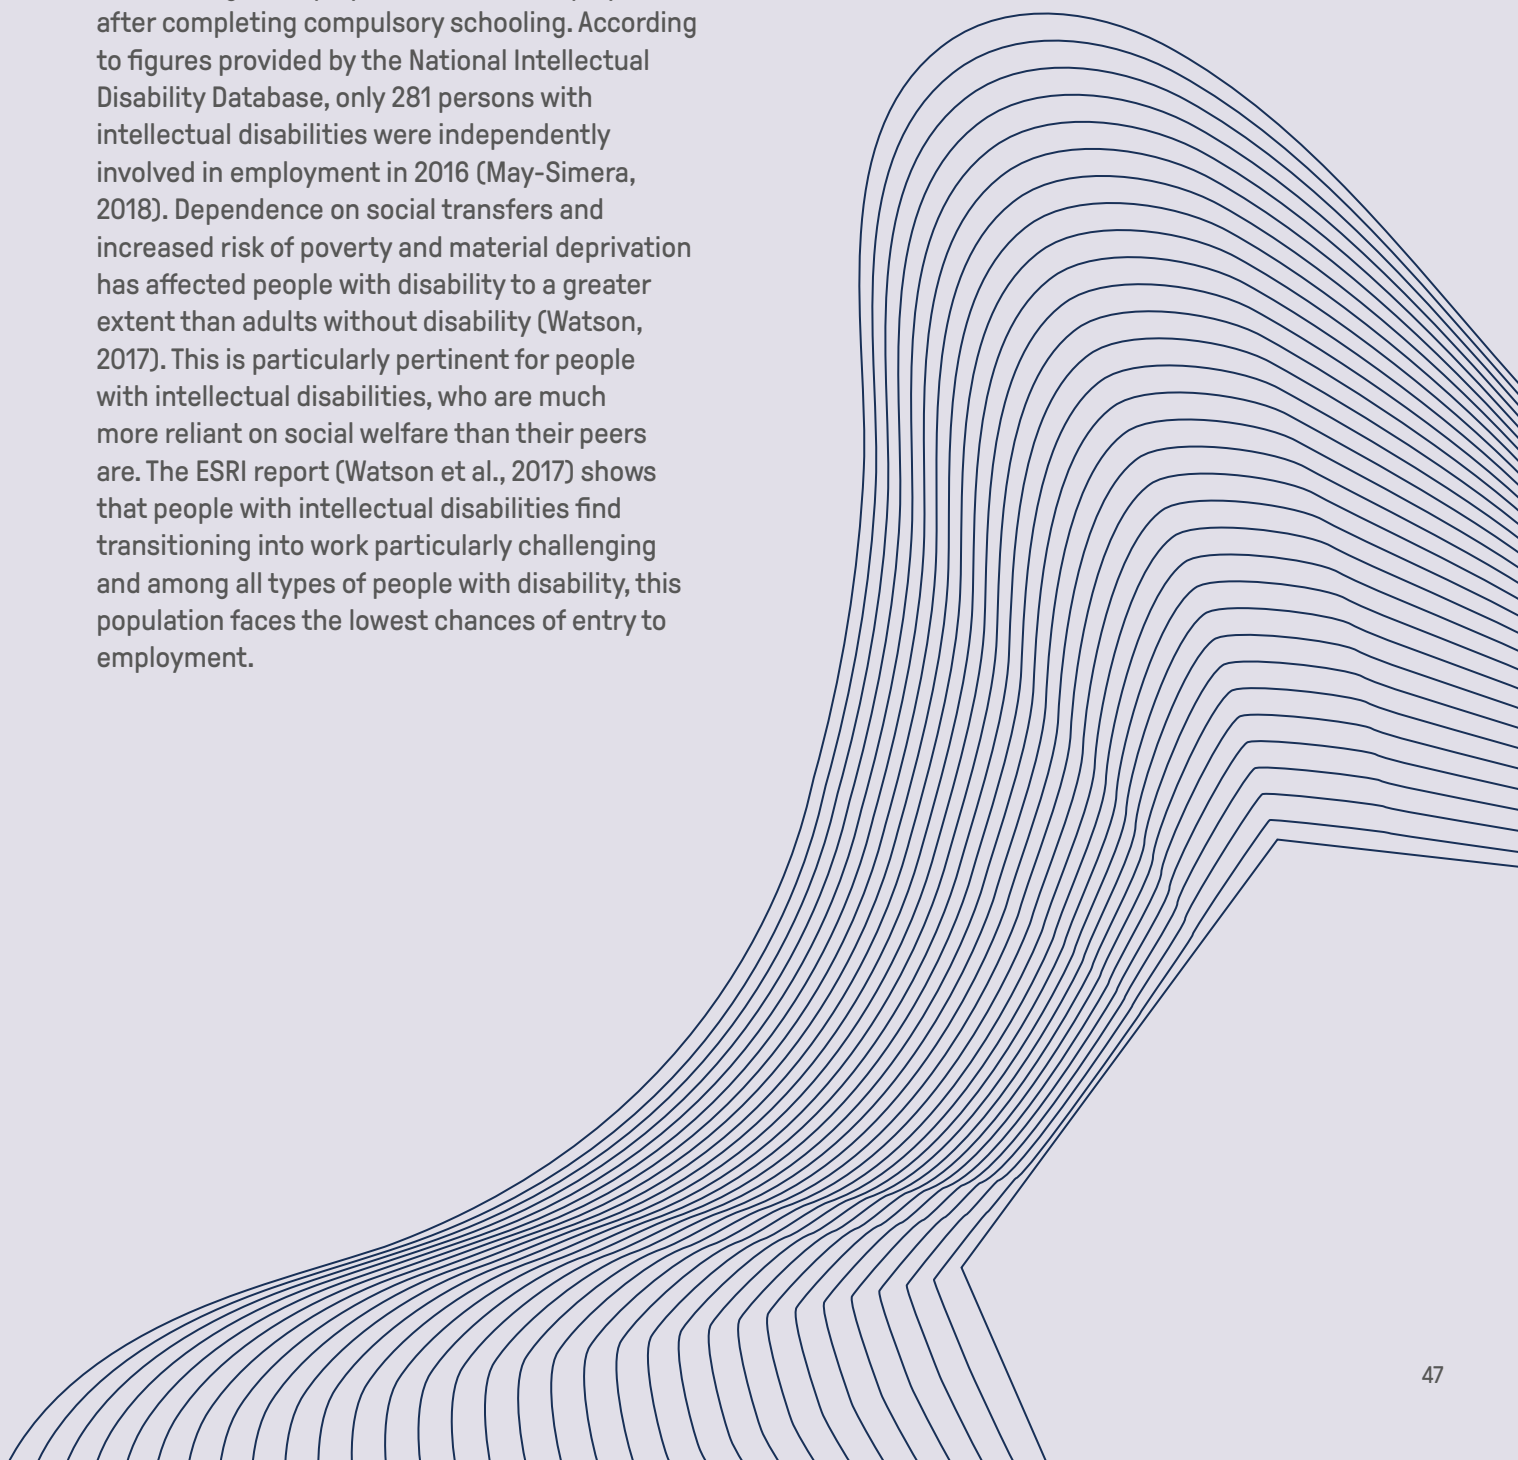 after completing compulsory schooling. According
to figures provided by the National Intellectual
Disability Database, only 281 persons with
intellectual disabilities were independently
involved in employment in 2016 (May-Simera,
2018). Dependence on social transfers and
increased risk of poverty and material deprivation
has affected people with disability to a greater
extent than adults without disability (Watson,
2017). This is particularly pertinent for people
with intellectual disabilities, who are much
more reliant on social welfare than their peers
are. The ESRI report (Watson et al., 2017) shows
that people with intellectual disabilities find
transitioning into work particularly challenging
and among all types of people with disability, this
population faces the lowest chances of entry to
employment.
47